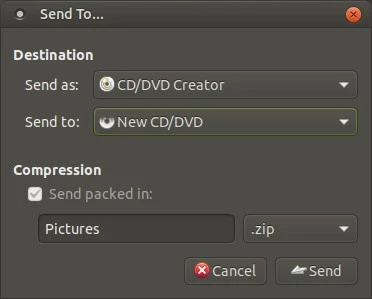 Send To...
Destination
Send as: CD/DVD Creator
Send to: New CD/DVD
Compression
Send packed in:
Pictures .zip
Cancel Send